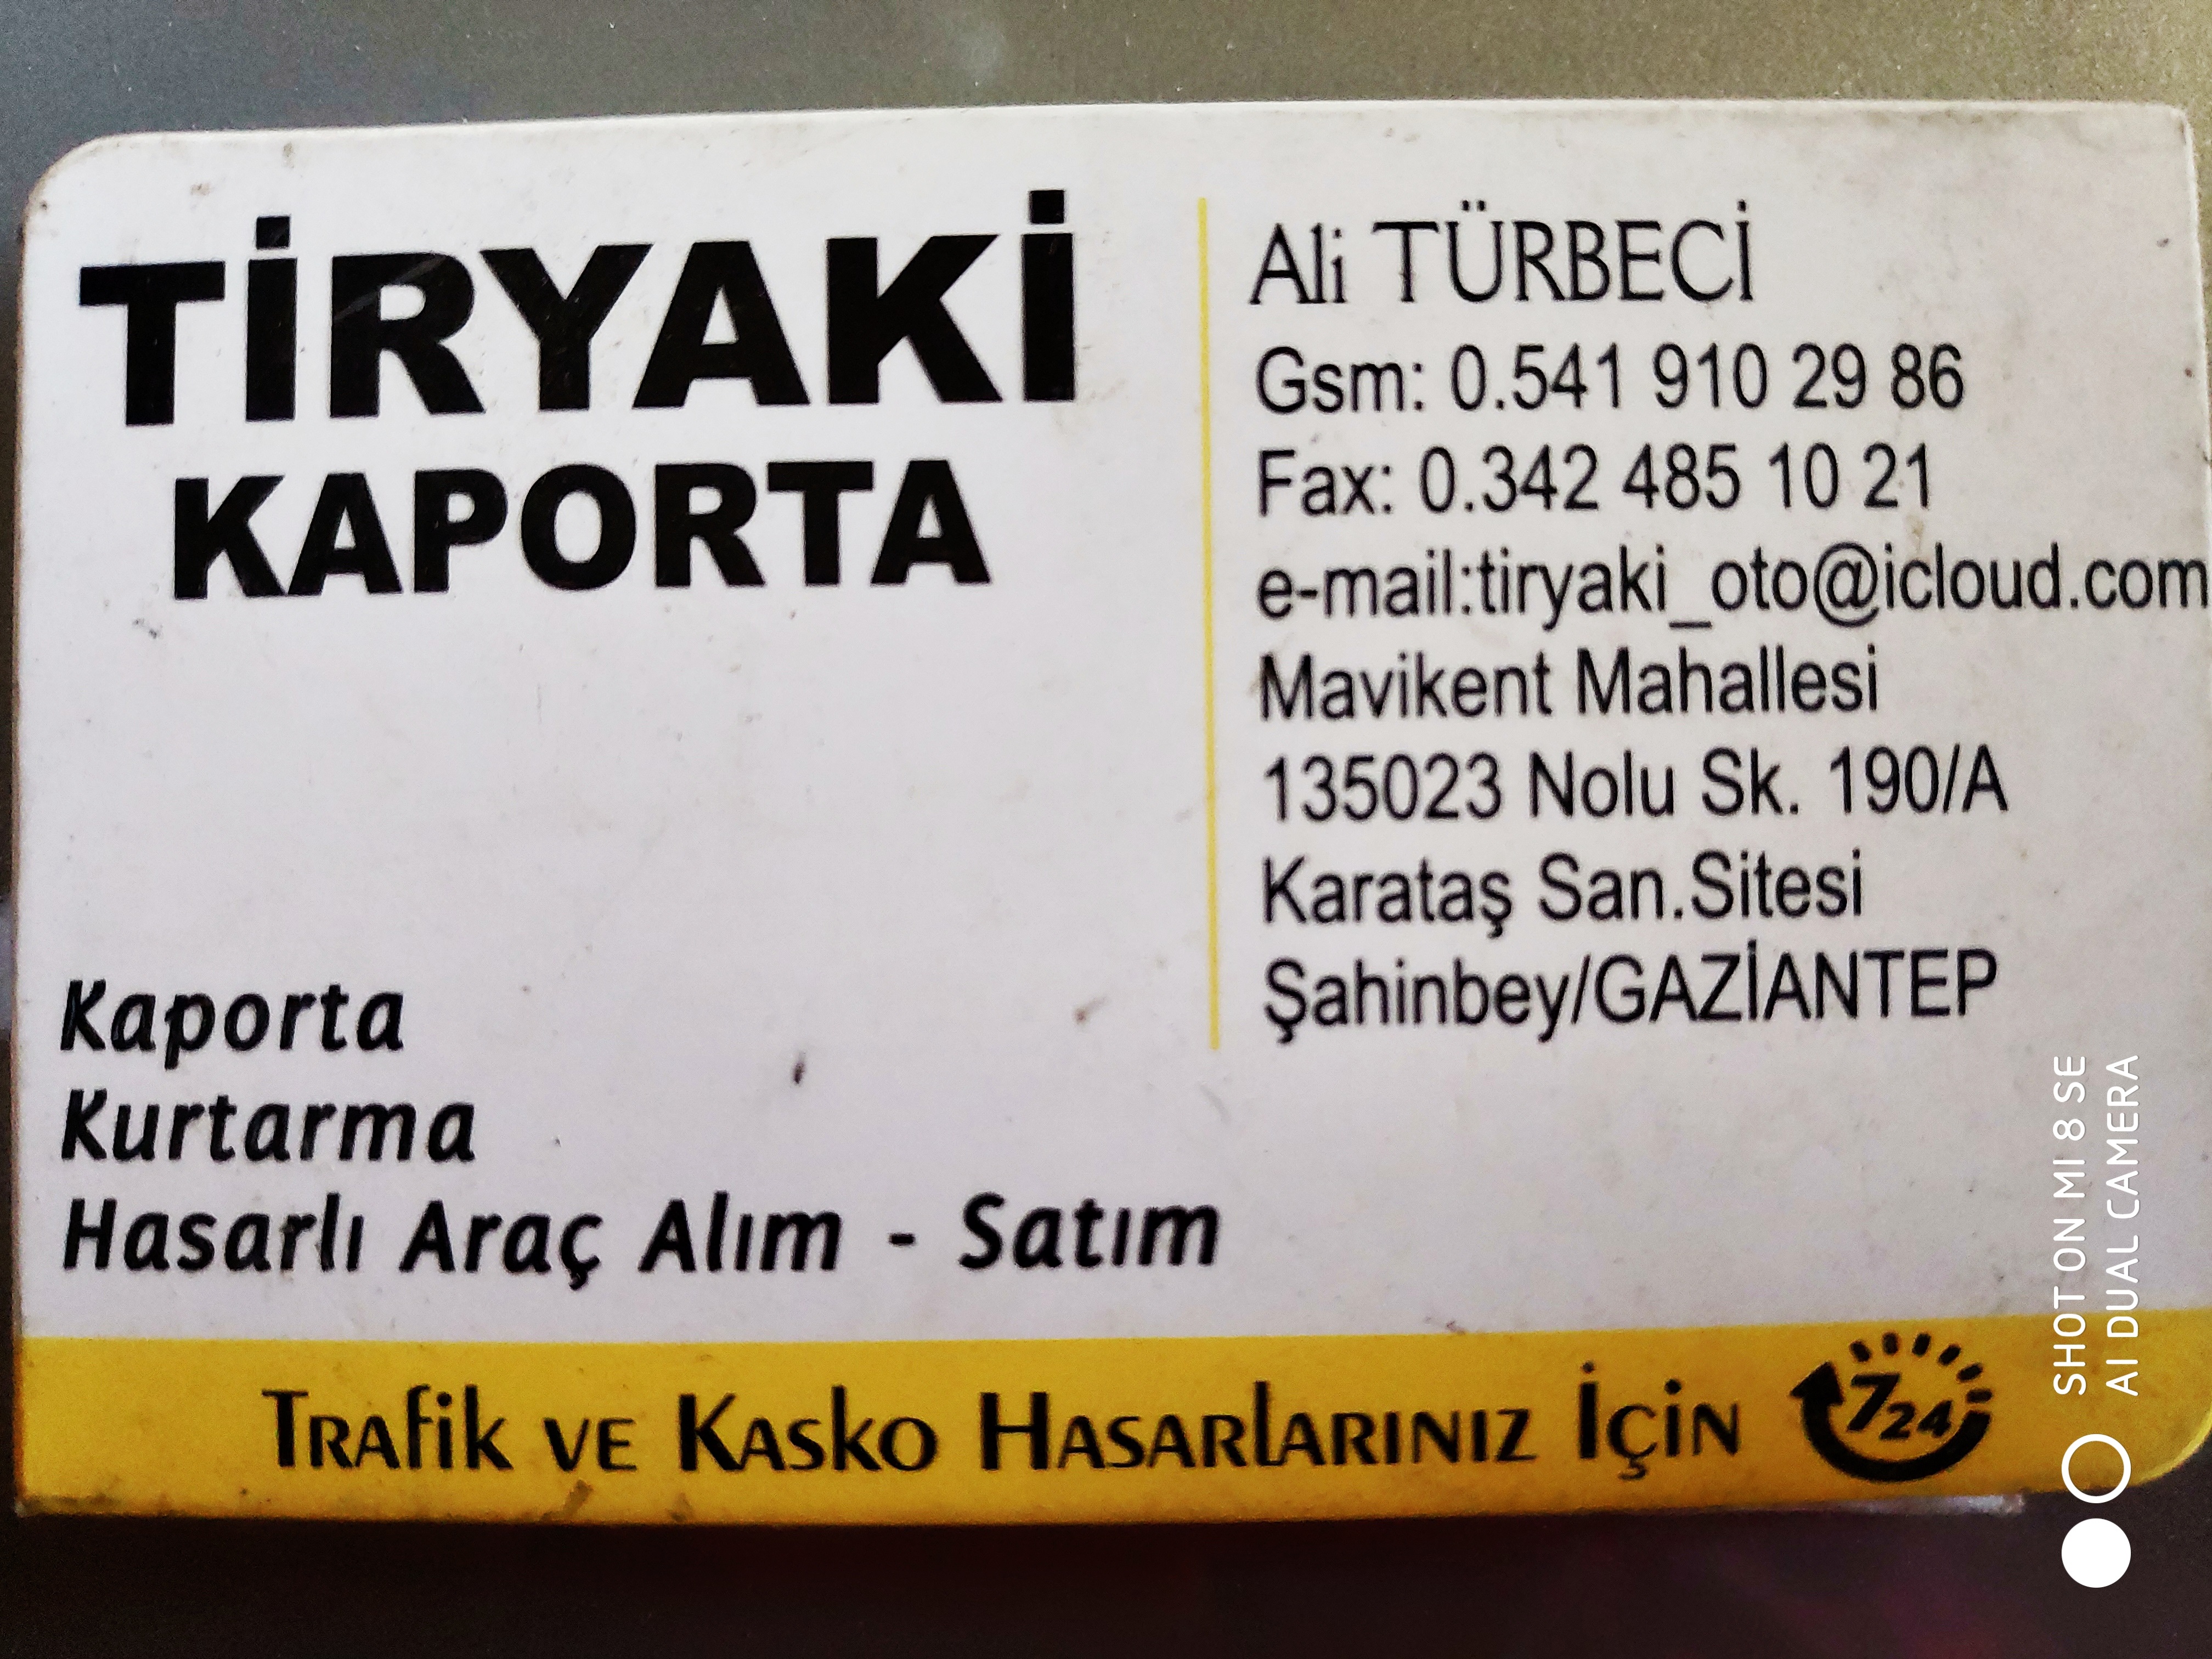 TİRYAKİ
KAPORTA
Ali TÜRBECİ
Gsm: 0.541 910 29 86
Fax: 0.342 485 10 21
e-mail:tiryaki_oto@icloud.com
Mavikent Mahallesi
135023 Nolu Sk. 190/A
Karataş San.Sitesi
Şahinbey/GAZİANTEP
Kaporta
Kurtarma
Hasarlı Araç Alım - Satım
Trafik ve Kasko Hasarlarınız İçin
7 24
SHOT ON MI 8 SE
AI DUAL CAMERA